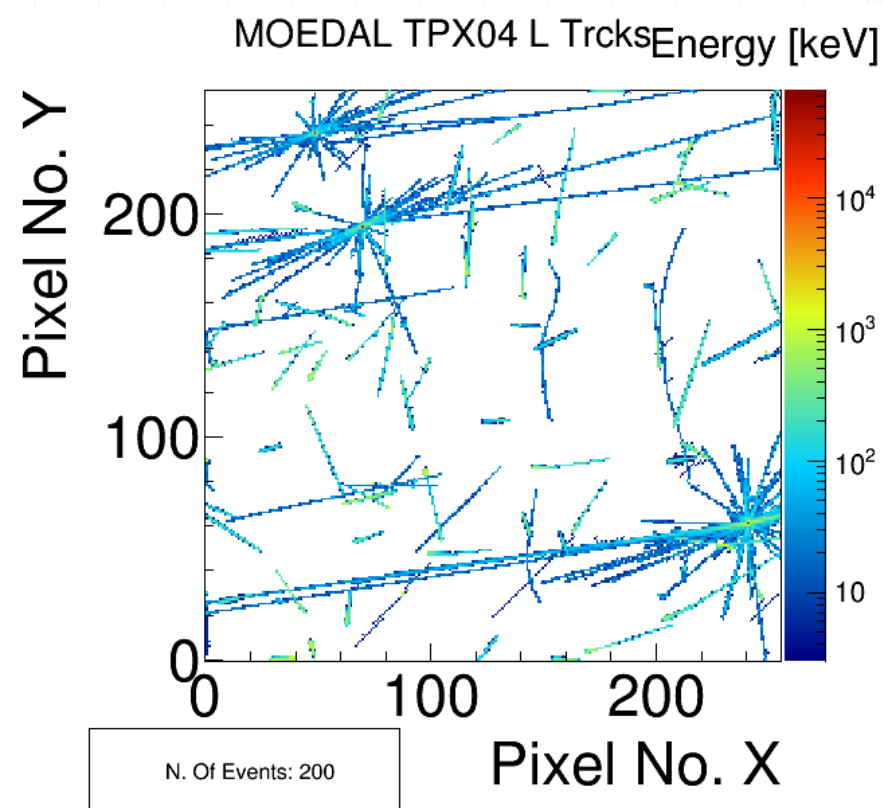 MOEDAL TPX04 L Trcks
Energy [keV]
Pixel No. Y
200
100
0
0
100
200
10⁴
10³
10²
10
Pixel No. X
N. Of Events: 200